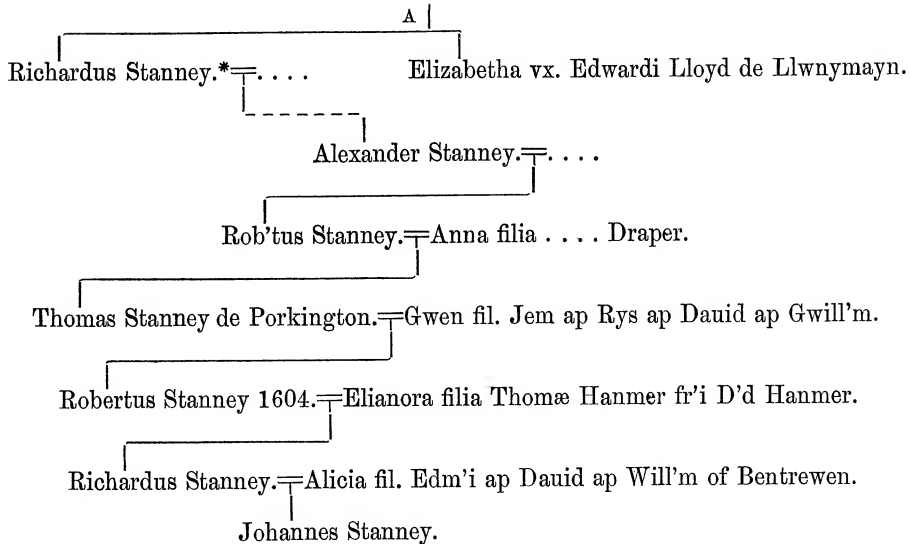 A
Richardus Stanney.*=. . . . Elizabetha vx. Edwardi Lloyd de Llwnymayn.
Alexander Stanney.=. . . .
Rob'tus Stanney.=Anna filia . . . . Draper.
Thomas Stanney de Porkington.=Gwen fil. Jem ap Rys ap Dauid ap Gwill'm.
Robertus Stanney 1604.=Elianora filia Thomæ Hanmer fr'i D'd Hanmer.
Richardus Stanney.=Alicia fil. Edm'i ap Dauid ap Will'm of Bentrewen.
Johannes Stanney.